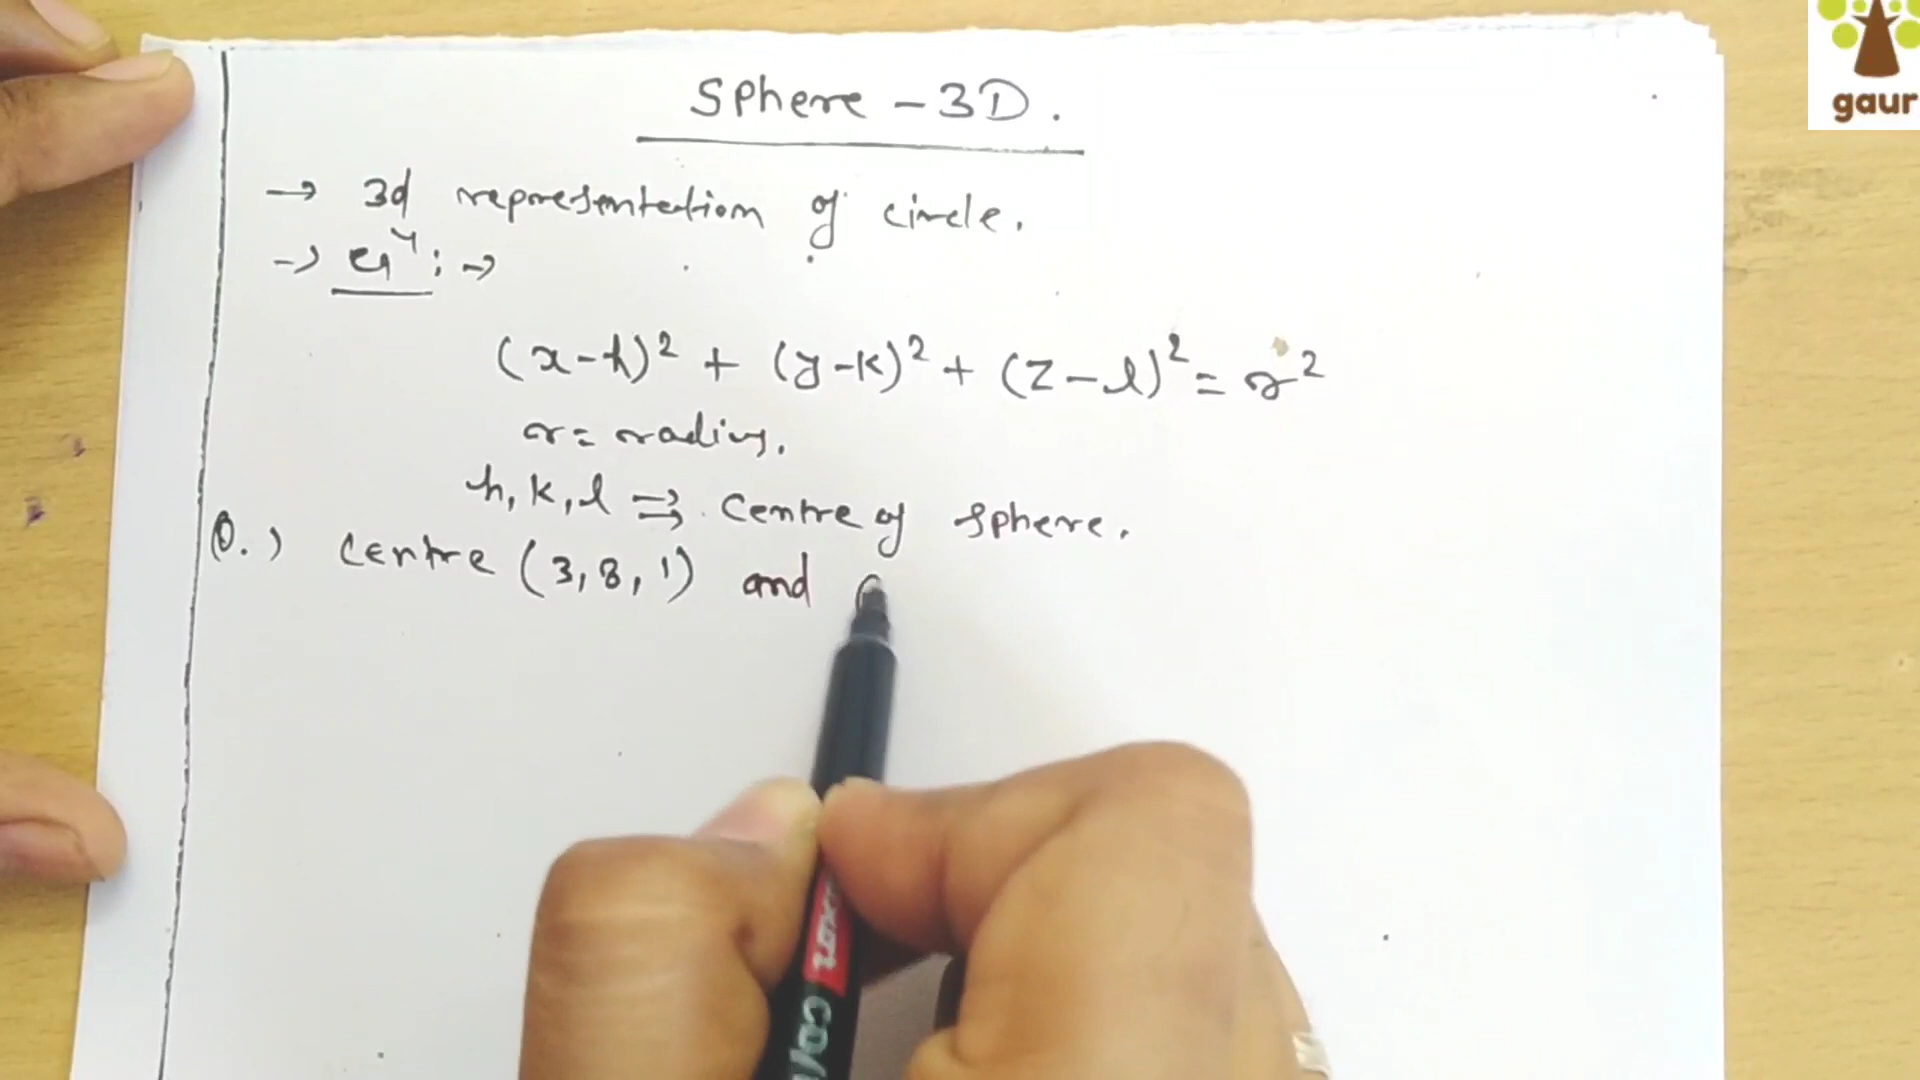 Sphere - 3D.
→ 3d representation of circle.
→ eqⁿ : →
(x-h)² + (y-k)² + (z-l)² = r²
r = radius.
h, k, l ⇒ Centre of sphere.
Q.) Centre (3, 8, 1) and
gaur